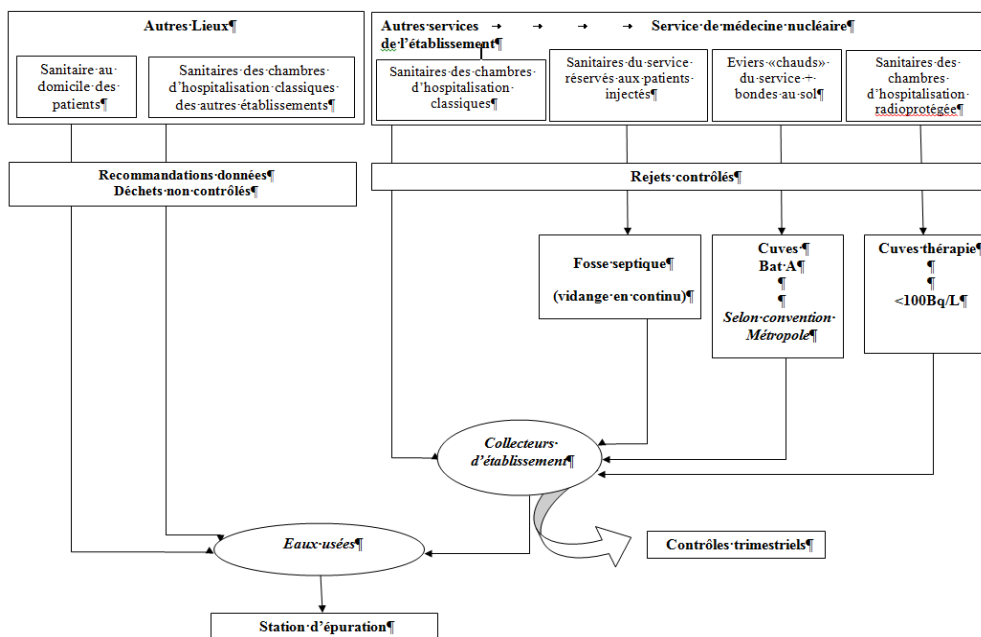 Autres·Lieux¶
Sanitaire·au·
domicile·des·
patients¶
Sanitaires·des·chambres·
d'hospitalisation·classiques·
des·autres·établissements¶
Autres·services → → → → Service·de·médecine·nucléaire¶
de·l'établissement¶
Sanitaires·des·chambres·
d'hospitalisation·
classiques¶
Sanitaires·du·service·
réservés·aux·patients·
injectés¶
Eviers·«chauds»·
du·service·+·
bondes·au·sol¶
Sanitaires·des·
chambres·
d'hospitalisation·
radioprotégée¶
Recommandations·données¶
Déchets·non·contrôlés¶
Rejets·contrôlés¶
Fosse·septique¶
(vidange·en·continu)¶
Cuves·¶
Bat·A¶
¶
¶
Selon·convention·
Métropole¶
Cuves·thérapie¶
¶
¶
<100Bq/L¶
Collecteurs·
d'établissement¶
Eaux·usées¶
Contrôles·trimestriels¶
Station·d'épuration¶